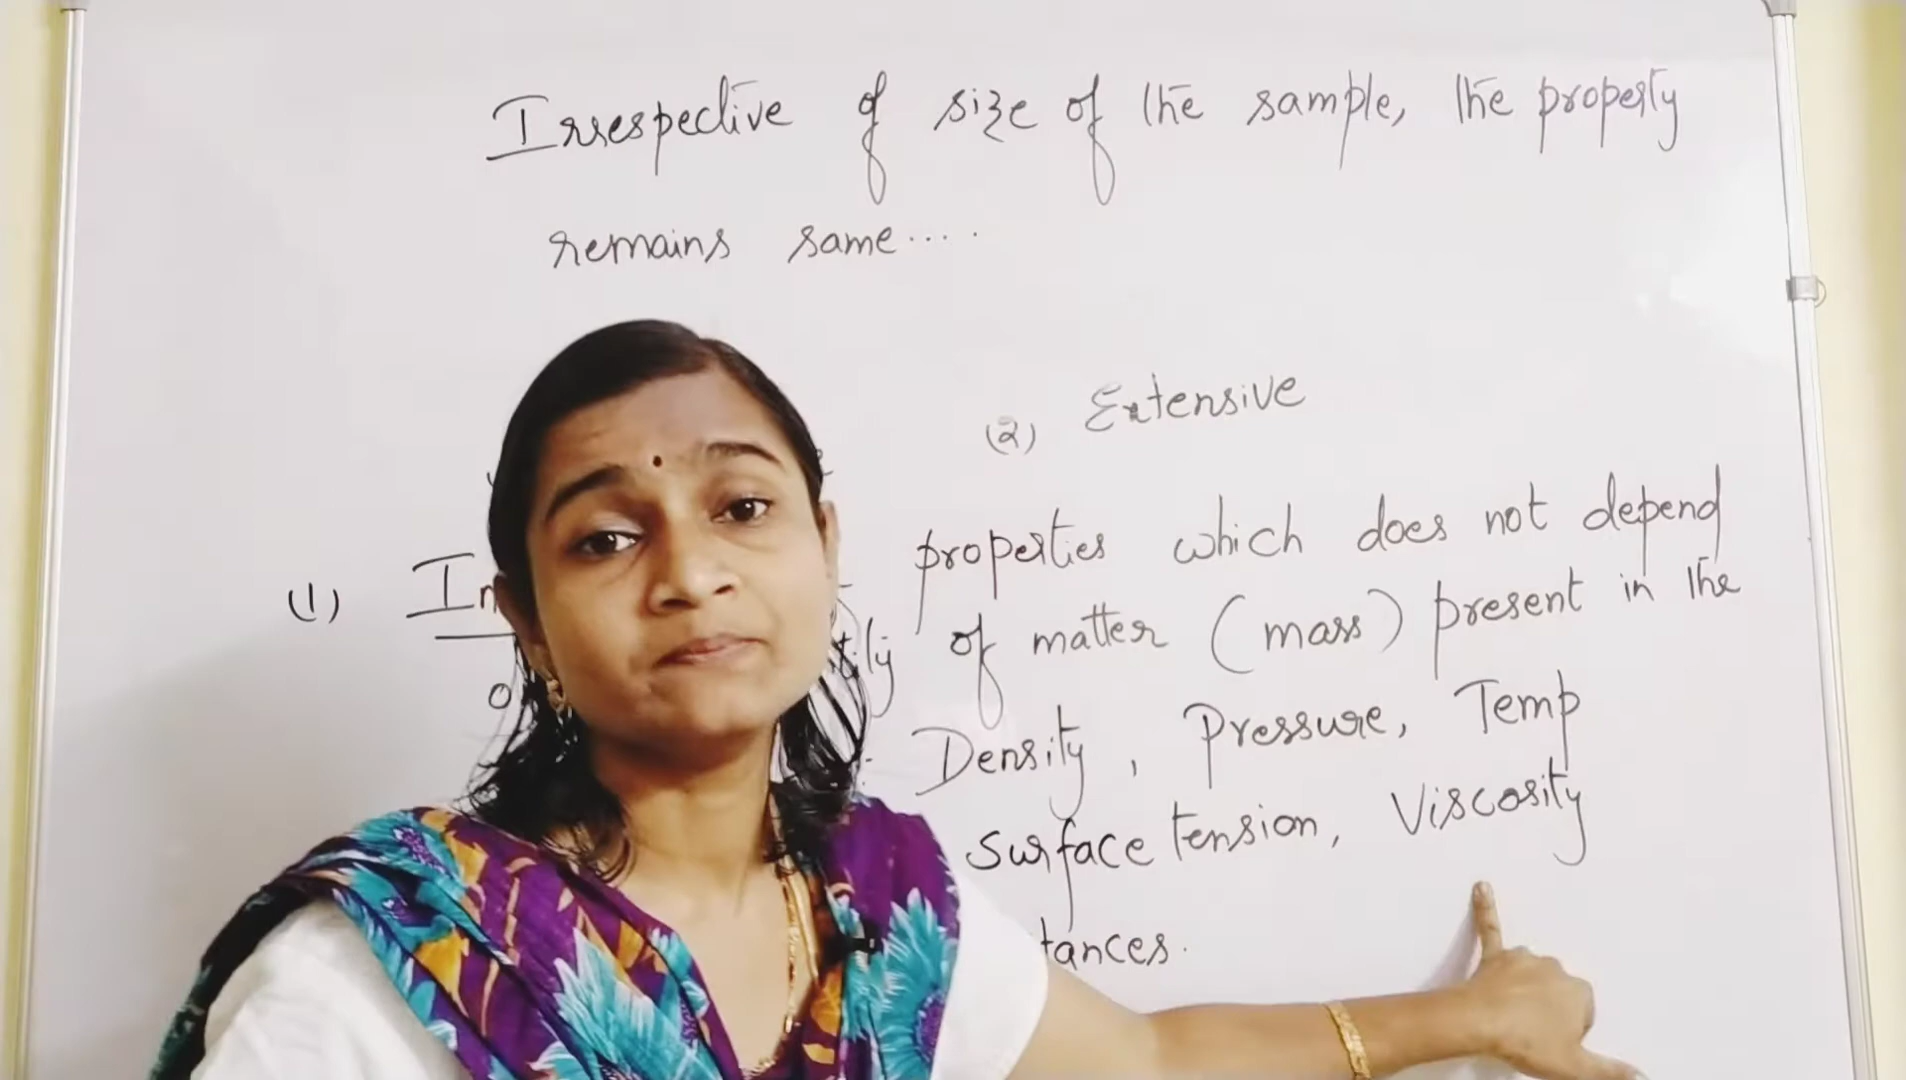 Irrespective of size of the sample, the property
remains same....
(2) Extensive
(1) In
properties which does not depend
of matter (mass) present in the
Density, Pressure, Temp
surface tension, Viscosity
tances.